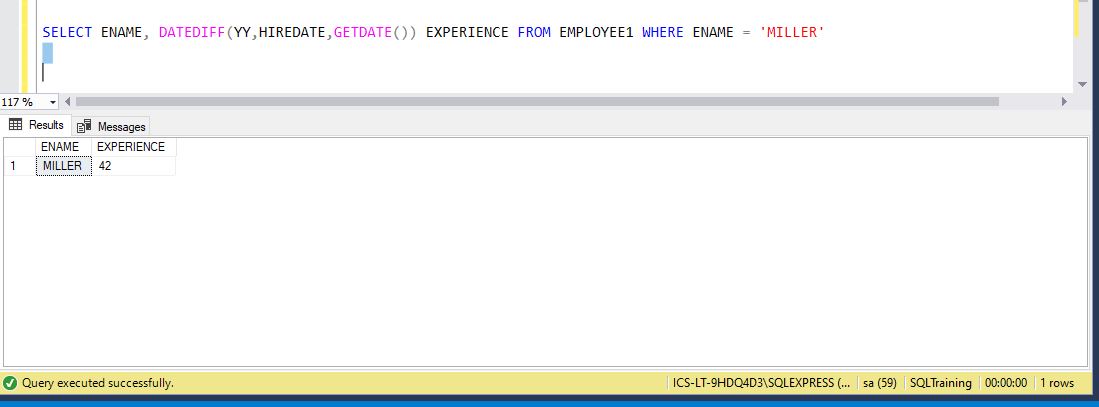 SELECT ENAME, DATEDIFF(YY,HIREDATE,GETDATE()) EXPERIENCE FROM EMPLOYEE1 WHERE ENAME = 'MILLER'
117 %
Results Messages
ENAME EXPERIENCE
1 MILLER 42
Query executed successfully. ICS-LT-9HDQ4D3\SQLEXPRESS (... sa (59) SQLTraining 00:00:00 1 rows